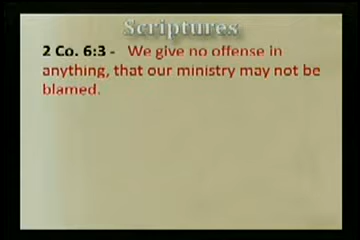 Scriptures
2 Co. 6:3 - We give no offense in
anything, that our ministry may not be
blamed.